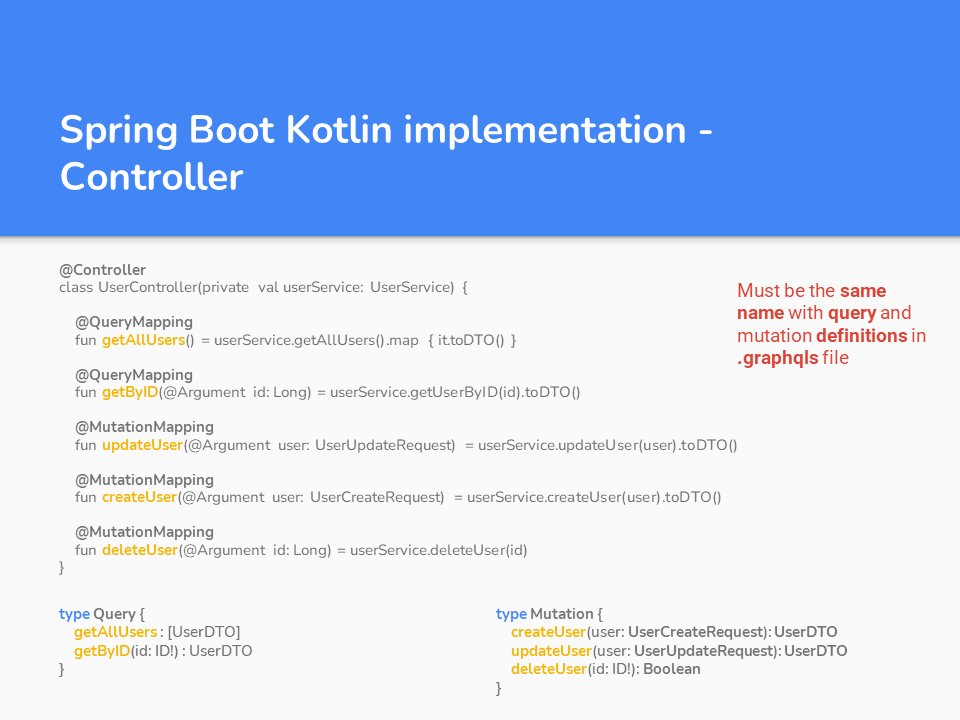 Spring Boot Kotlin implementation -
Controller
@Controller
class UserController(private val userService: UserService) {
@QueryMapping
fun getAllUsers() = userService.getAllUsers().map { it.toDTO() }
@QueryMapping
fun getByID(@Argument id: Long) = userService.getUserByID(id).toDTO()
@MutationMapping
fun updateUser(@Argument user: UserUpdateRequest) = userService.updateUser(user).toDTO()
@MutationMapping
fun createUser(@Argument user: UserCreateRequest) = userService.createUser(user).toDTO()
@MutationMapping
fun deleteUser(@Argument id: Long) = userService.deleteUser(id)
}
Must be the same
name with query and
mutation definitions in
.graphqls file
type Query {
getAllUsers : [UserDTO]
getByID(id: ID!) : UserDTO
}
type Mutation {
createUser(user: UserCreateRequest): UserDTO
updateUser(user: UserUpdateRequest): UserDTO
deleteUser(id: ID!): Boolean
}